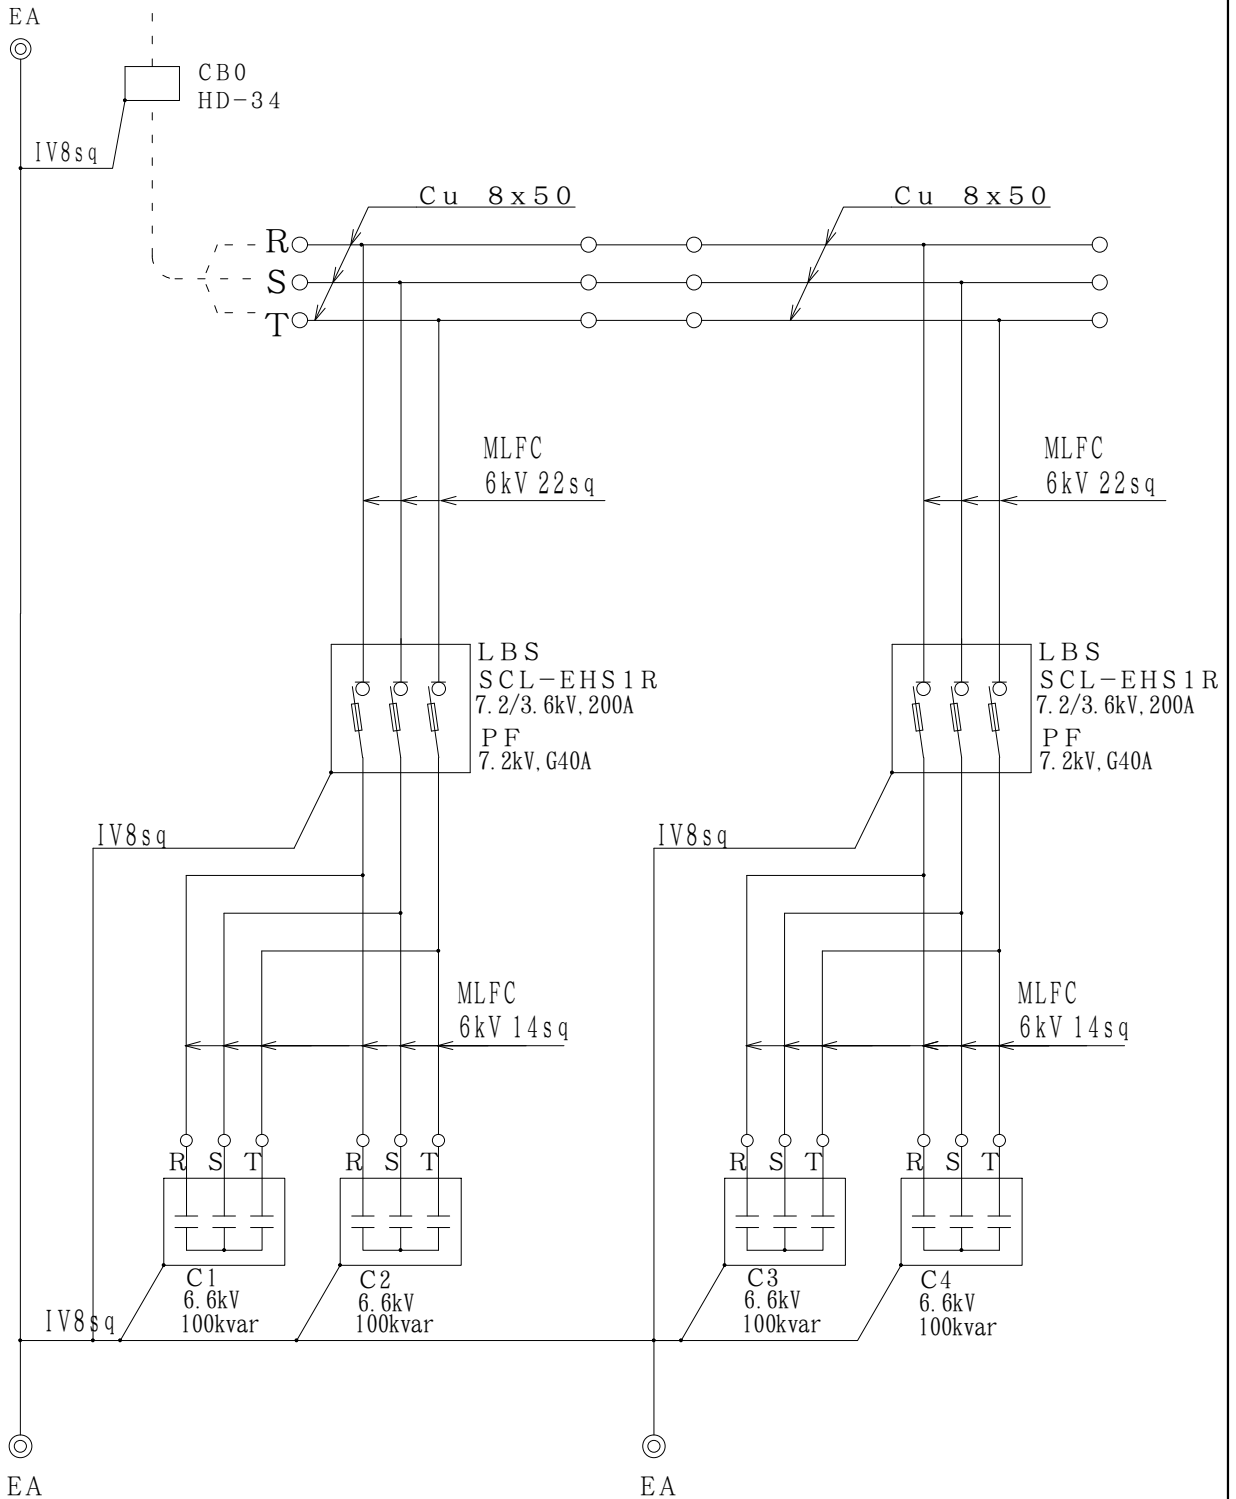 EA
CB0
HD-34
IV8sq
Cu 8x50
Cu 8x50
R
S
T
MLFC
6kV 22sq
MLFC
6kV 22sq
LBS
SCL-EHS1R
7.2/3.6kV,200A
PF
7.2kV,G40A
LBS
SCL-EHS1R
7.2/3.6kV,200A
PF
7.2kV,G40A
IV8sq
IV8sq
MLFC
6kV 14sq
MLFC
6kV 14sq
R S T
R S T
R S T
R S T
C1
6.6kV
100kvar
C2
6.6kV
100kvar
C3
6.6kV
100kvar
C4
6.6kV
100kvar
IV8sq
EA
EA